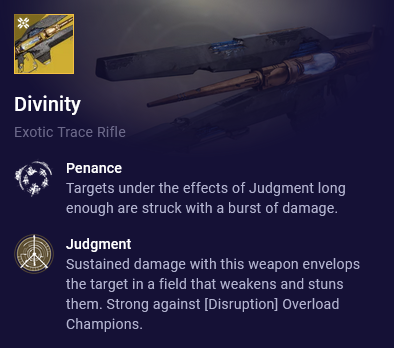 Divinity
Exotic Trace Rifle
Penance
Targets under the effects of Judgment long
enough are struck with a burst of damage.
Judgment
Sustained damage with this weapon envelops
the target in a field that weakens and stuns
them. Strong against [Disruption] Overload
Champions.